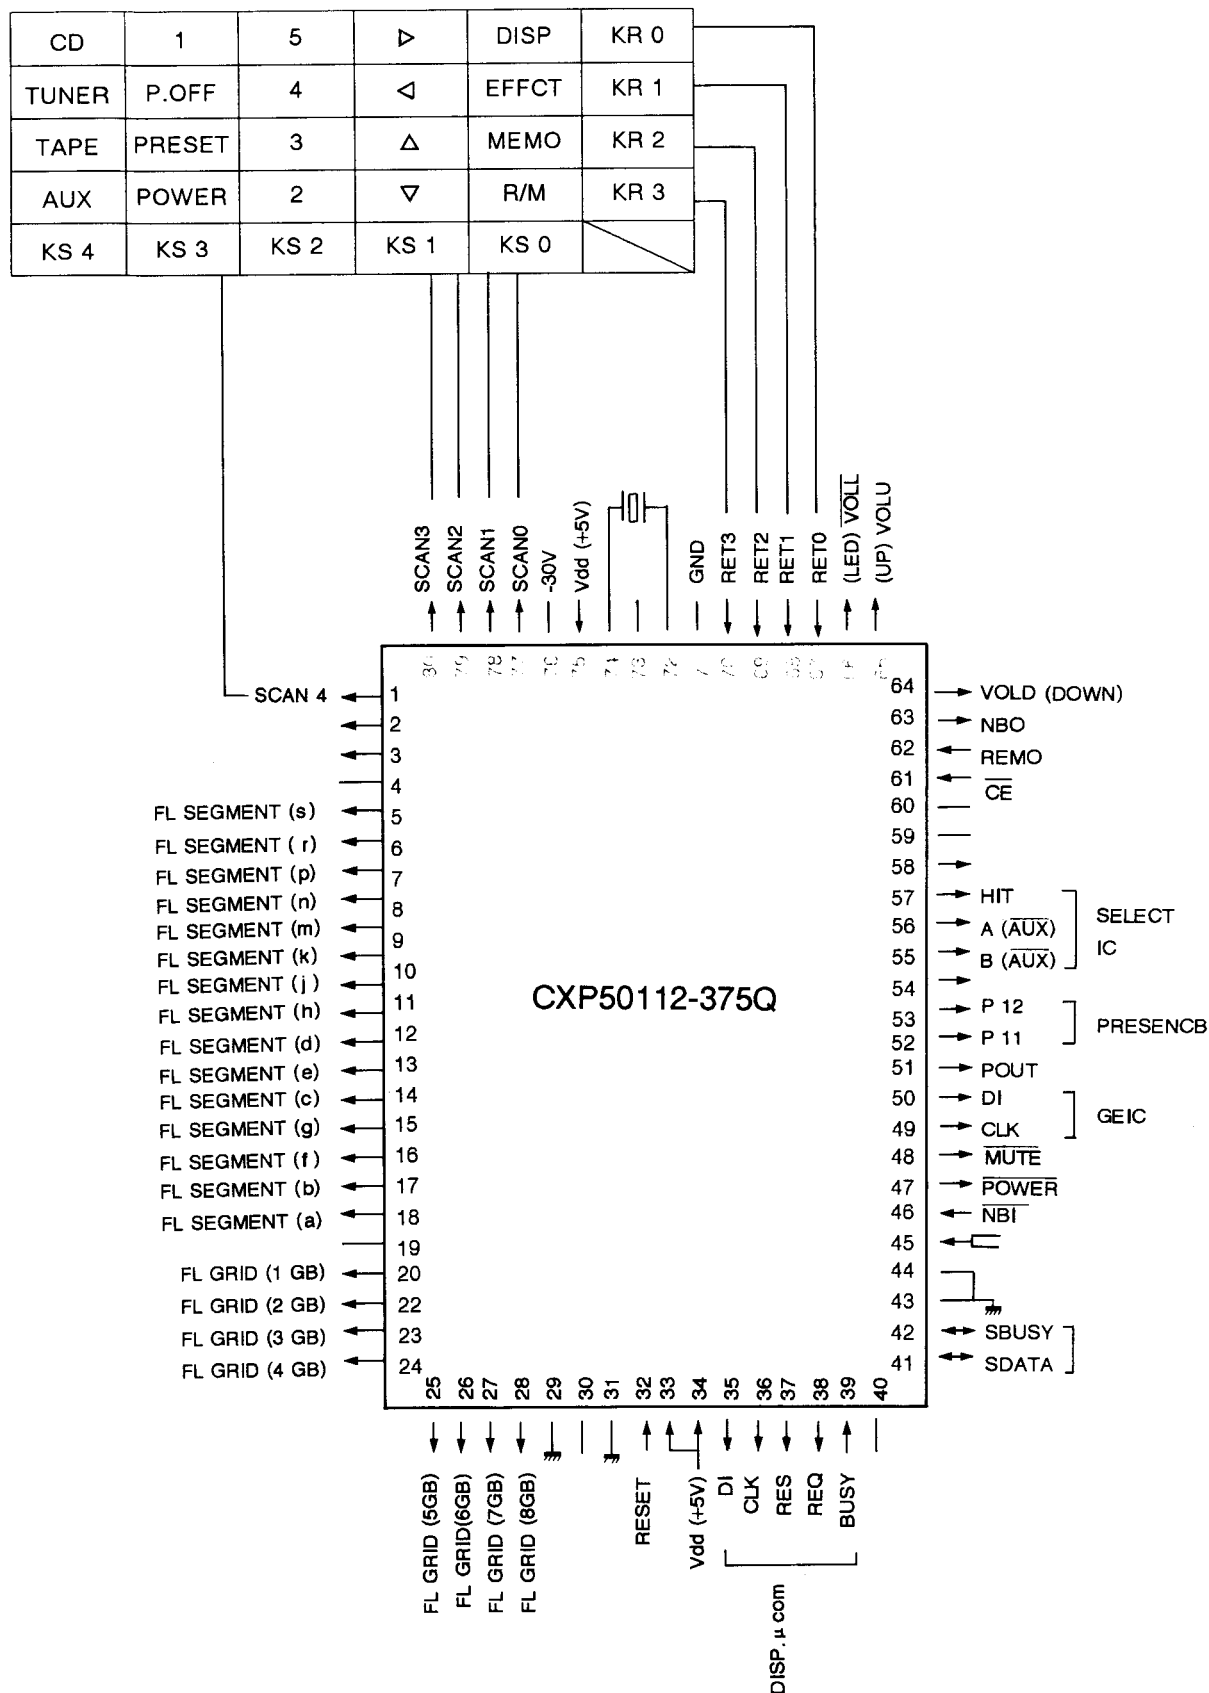 CD 1 5 ▷ DISP KR 0
TUNER P.OFF 4 ◁ EFFCT KR 1
TAPE PRESET 3 △ MEMO KR 2
AUX POWER 2 ▽ R/M KR 3
KS 4 KS 3 KS 2 KS 1 KS 0
SCAN3
SCAN2
SCAN1
SCAN0
-30V
Vdd (+5V)
GND
RET3
RET2
RET1
RET0
(LED) VOLL
(UP) VOLU
79
78
77
76
75
73
72
SCAN 4 1
2
3
4
FL SEGMENT (s) 5
FL SEGMENT ( r) 6
FL SEGMENT (p) 7
FL SEGMENT (n) 8
FL SEGMENT (m) 9
FL SEGMENT (k) 10
FL SEGMENT ( j ) 11
FL SEGMENT (h) 12
FL SEGMENT (d) 13
FL SEGMENT (e) 14
FL SEGMENT (c) 15
FL SEGMENT (g) 16
FL SEGMENT (f) 17
FL SEGMENT (b) 18
FL SEGMENT (a)
19
FL GRID (1 GB) 20
FL GRID (2 GB) 22
FL GRID (3 GB) 23
FL GRID (4 GB) 24
CXP50112-375Q
64 VOLD (DOWN)
63 NBO
62 REMO
61 CE
60
59
58
57 HIT
56 A (AUX)
55 B (AUX)
SELECT
IC
54
53 P 12
52 P 11
PRESENCB
51 POUT
50 DI
49 CLK
GEIC
48 MUTE
47 POWER
46 NBI
45
44
43
42 SBUSY
41 SDATA
25 26 27 28 29 30 31 32 33 34 35 36 37 38 39 40
FL GRID (5GB)
FL GRID(6GB)
FL GRID (7GB)
FL GRID (8GB)
RESET
Vdd (+5V)
DI
CLK
RES
REQ
BUSY
DISP. μ com